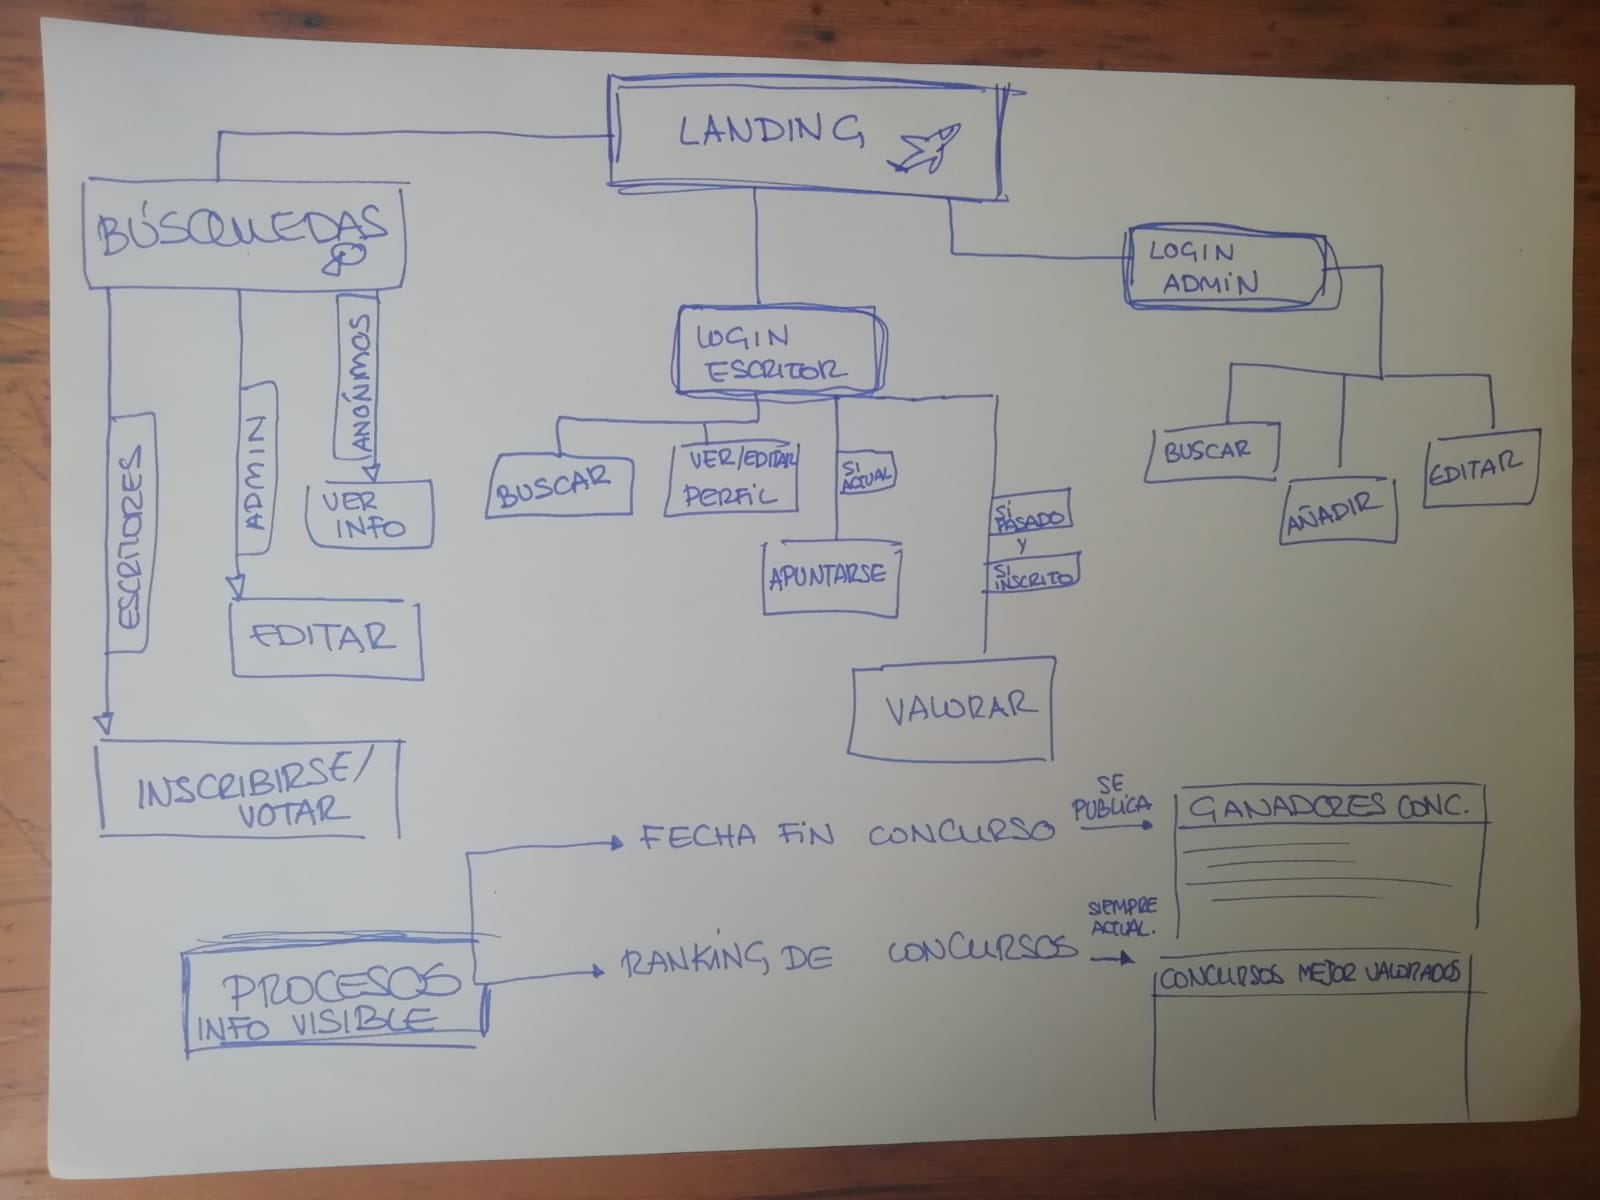 LANDING
BÚSQUEDAS
LOGIN
ADMIN
ANÓNMOS
LOGIN
ESCRITOR
ADMIN
ESCRITORES
VER
INFO
BUSCAR
VER/EDITAR
PERFIL
SI
ACTUAL
SI
PASADO
Y
SI
INSCRITO
BUSCAR
AÑADIR
EDITAR
APUNTARSE
EDITAR
VALORAR
INSCRIBIRSE/
VOTAR
FECHA FIN CONCURSO
SE
PUBLICA
GANADORES CONC.
RANKING DE CONCURSOS
SIEMPRE
ACTUAL.
CONCURSOS MEJOR VALORADOS
PROCESOS
INFO VISIBLE